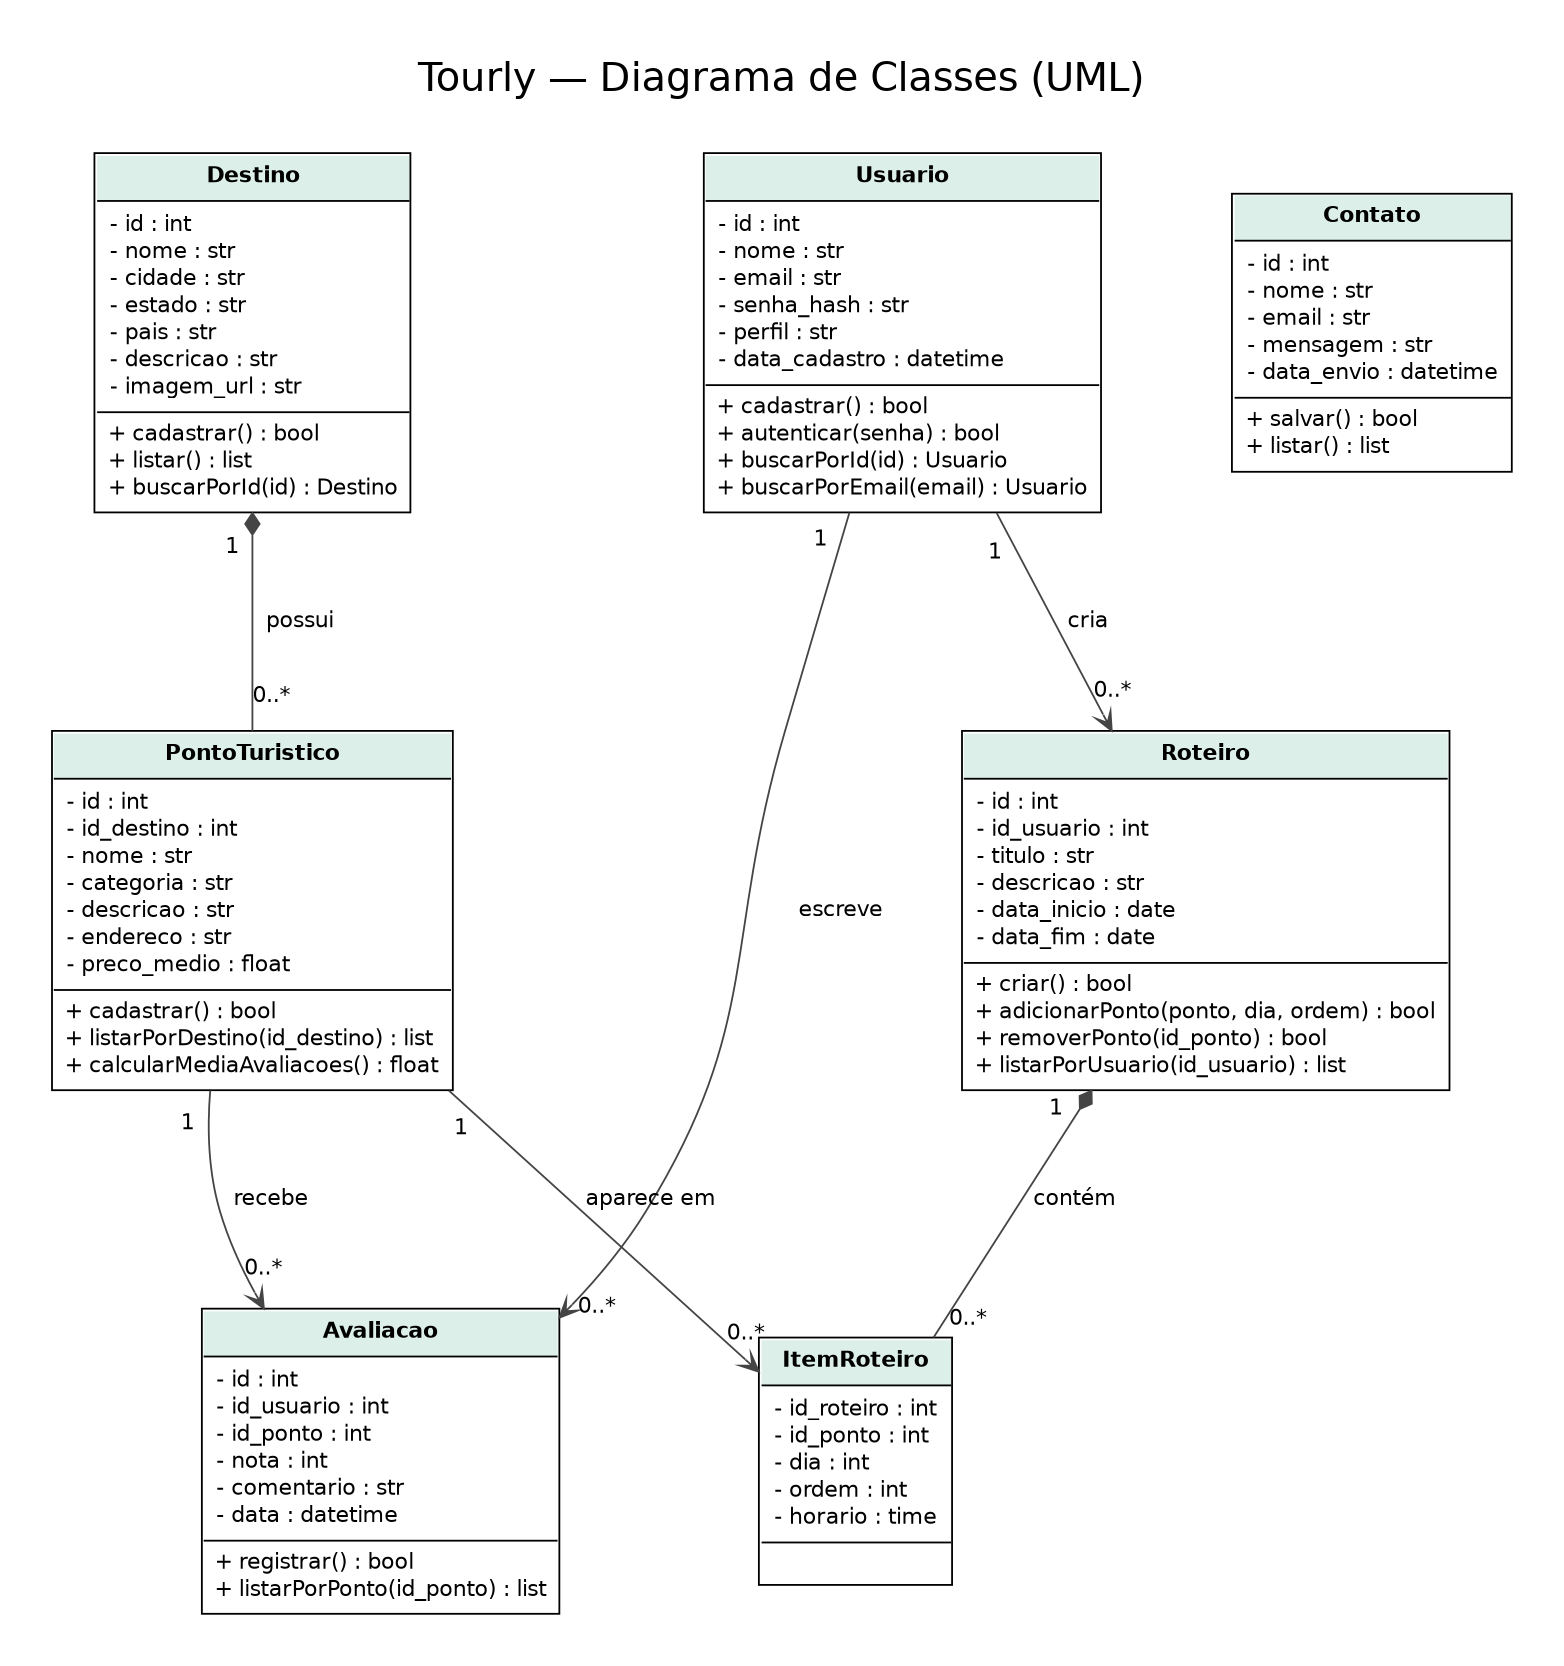 Tourly — Diagrama de Classes (UML)
Destino
- id : int
- nome : str
- cidade : str
- estado : str
- pais : str
- descricao : str
- imagem_url : str
+ cadastrar() : bool
+ listar() : list
+ buscarPorId(id) : Destino
Usuario
- id : int
- nome : str
- email : str
- senha_hash : str
- perfil : str
- data_cadastro : datetime
+ cadastrar() : bool
+ autenticar(senha) : bool
+ buscarPorId(id) : Usuario
+ buscarPorEmail(email) : Usuario
Contato
- id : int
- nome : str
- email : str
- mensagem : str
- data_envio : datetime
+ salvar() : bool
+ listar() : list
1
possui
0..*
1
escreve
0..*
1
cria
0..*
PontoTuristico
- id : int
- id_destino : int
- nome : str
- categoria : str
- descricao : str
- endereco : str
- preco_medio : float
+ cadastrar() : bool
+ listarPorDestino(id_destino) : list
+ calcularMediaAvaliacoes() : float
Roteiro
- id : int
- id_usuario : int
- titulo : str
- descricao : str
- data_inicio : date
- data_fim : date
+ criar() : bool
+ adicionarPonto(ponto, dia, ordem) : bool
+ removerPonto(id_ponto) : bool
+ listarPorUsuario(id_usuario) : list
1
recebe
0..*
1
aparece em
0..*
1
contém
0..*
Avaliacao
- id : int
- id_usuario : int
- id_ponto : int
- nota : int
- comentario : str
- data : datetime
+ registrar() : bool
+ listarPorPonto(id_ponto) : list
ItemRoteiro
- id_roteiro : int
- id_ponto : int
- dia : int
- ordem : int
- horario : time